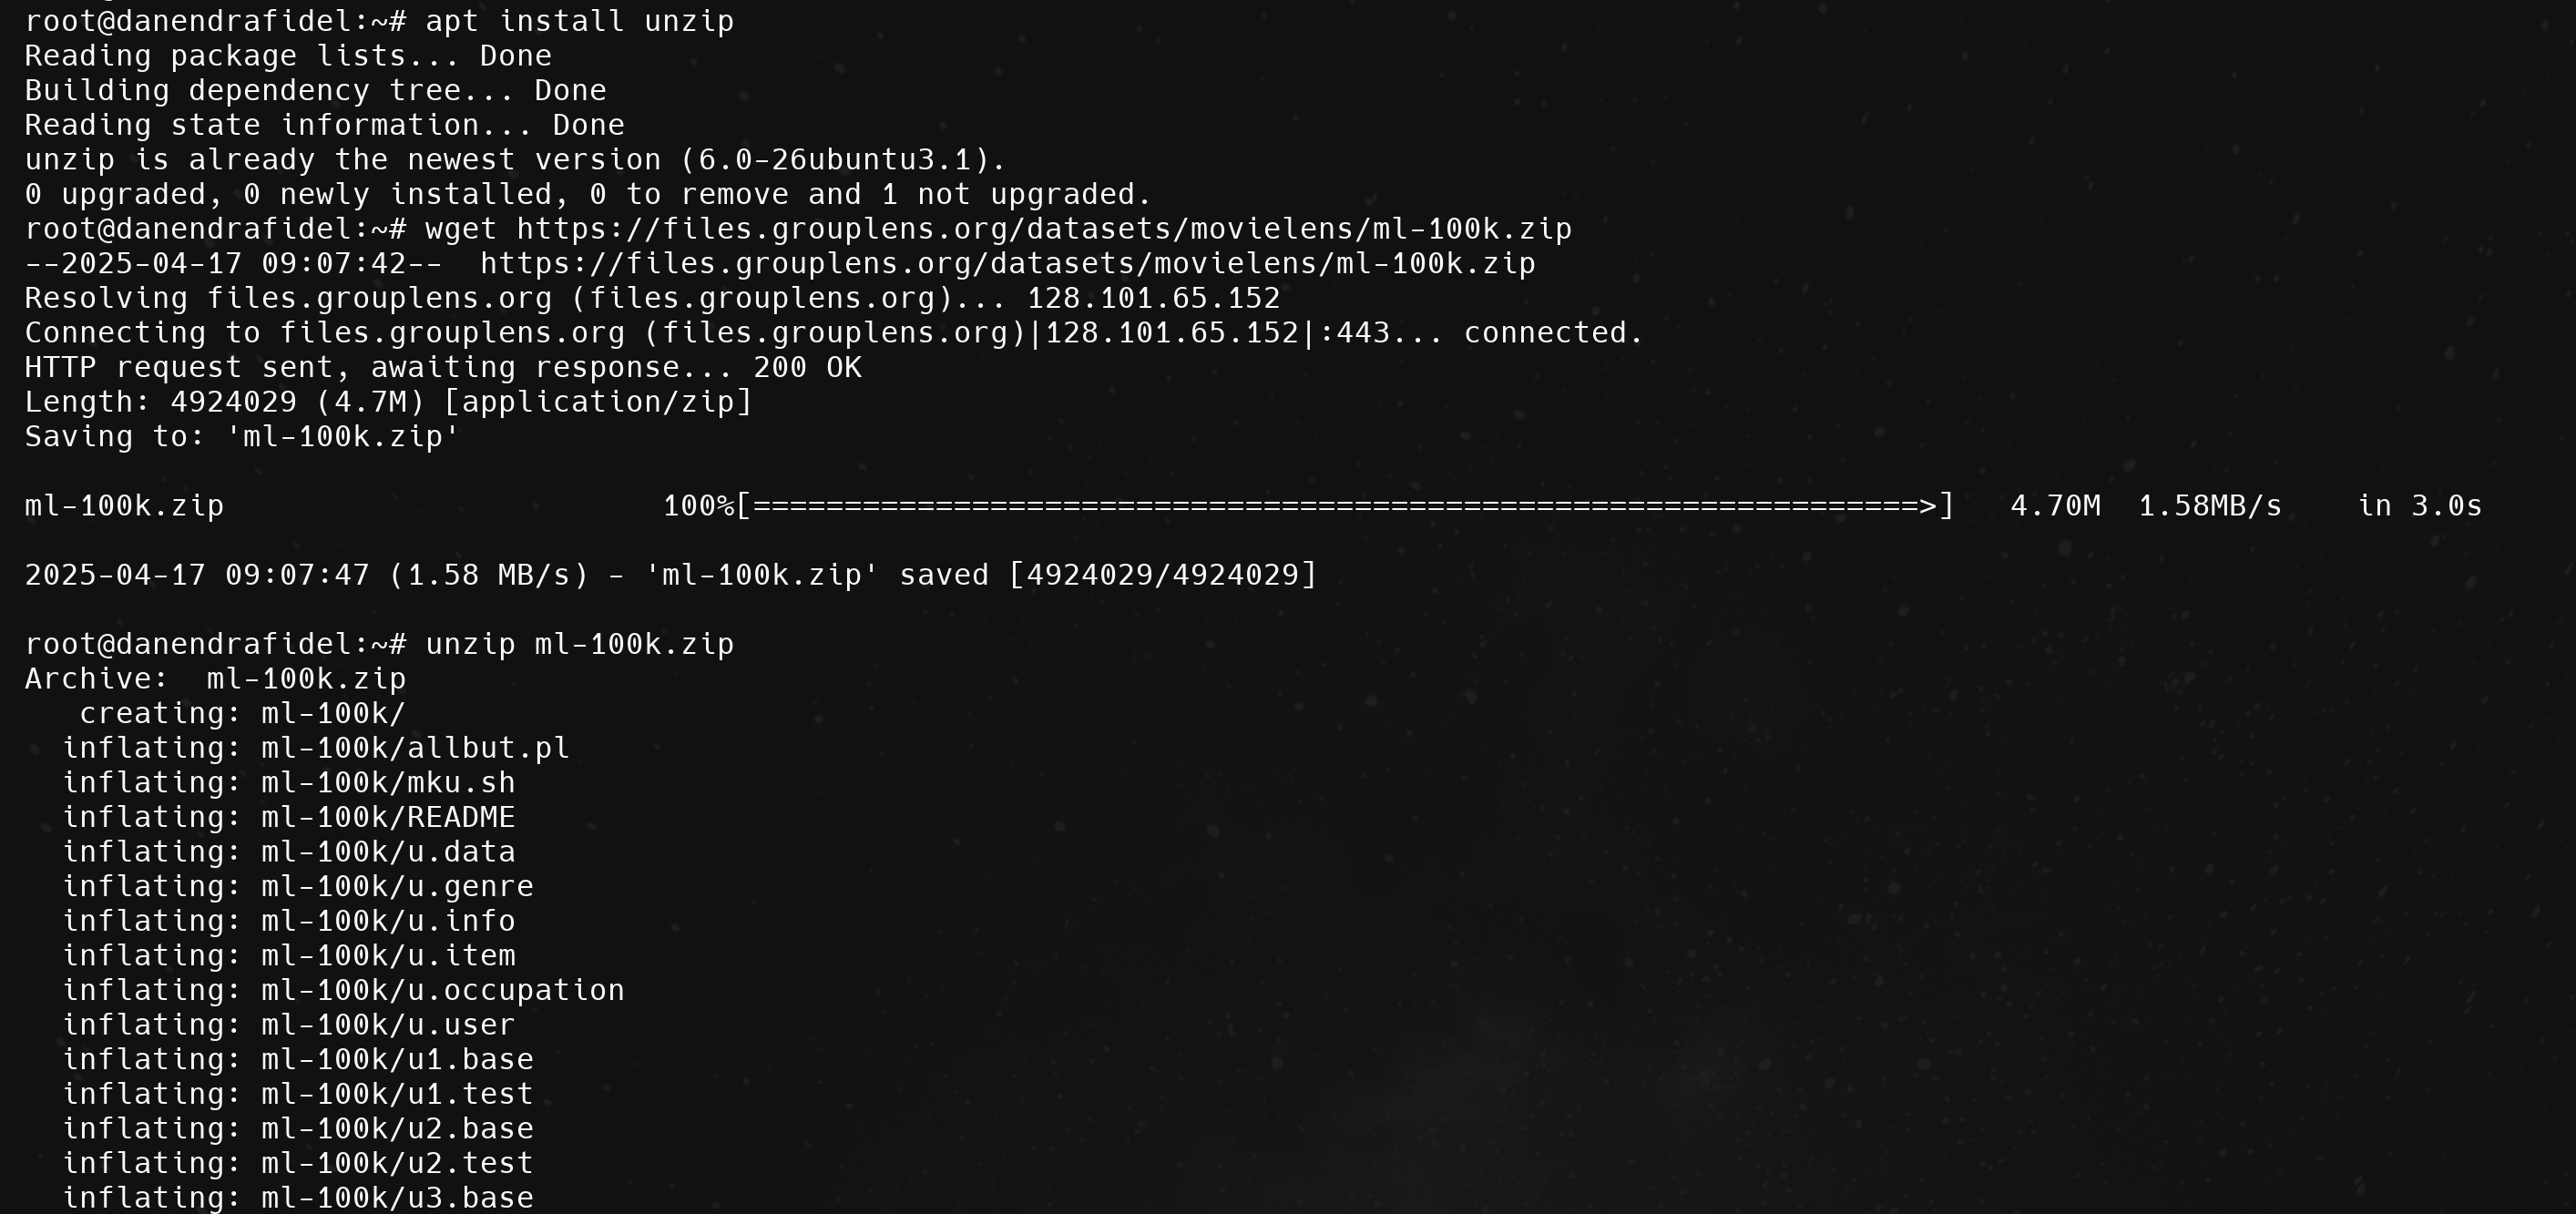 root@danendrafidel:~# apt install unzip
Reading package lists... Done
Building dependency tree... Done
Reading state information... Done
unzip is already the newest version (6.0-26ubuntu3.1).
0 upgraded, 0 newly installed, 0 to remove and 1 not upgraded.
root@danendrafidel:~# wget https://files.grouplens.org/datasets/movielens/ml-100k.zip
--2025-04-17 09:07:42--  https://files.grouplens.org/datasets/movielens/ml-100k.zip
Resolving files.grouplens.org (files.grouplens.org)... 128.101.65.152
Connecting to files.grouplens.org (files.grouplens.org)|128.101.65.152|:443... connected.
HTTP request sent, awaiting response... 200 OK
Length: 4924029 (4.7M) [application/zip]
Saving to: 'ml-100k.zip'
ml-100k.zip                        100%[================================================================>]   4.70M  1.58MB/s    in 3.0s
2025-04-17 09:07:47 (1.58 MB/s) - 'ml-100k.zip' saved [4924029/4924029]
root@danendrafidel:~# unzip ml-100k.zip
Archive:  ml-100k.zip
   creating: ml-100k/
  inflating: ml-100k/allbut.pl
  inflating: ml-100k/mku.sh
  inflating: ml-100k/README
  inflating: ml-100k/u.data
  inflating: ml-100k/u.genre
  inflating: ml-100k/u.info
  inflating: ml-100k/u.item
  inflating: ml-100k/u.occupation
  inflating: ml-100k/u.user
  inflating: ml-100k/u1.base
  inflating: ml-100k/u1.test
  inflating: ml-100k/u2.base
  inflating: ml-100k/u2.test
  inflating: ml-100k/u3.base